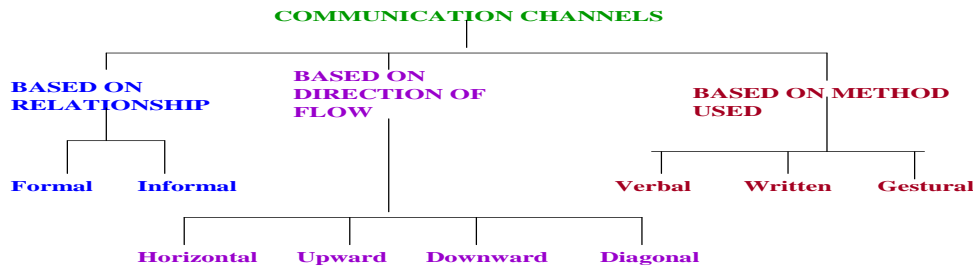 COMMUNICATION CHANNELS
BASED ON
RELATIONSHIP
BASED ON
DIRECTION OF
FLOW
BASED ON METHOD
USED
Formal
Informal
Verbal
Written
Gestural
Horizontal
Upward
Downward
Diagonal